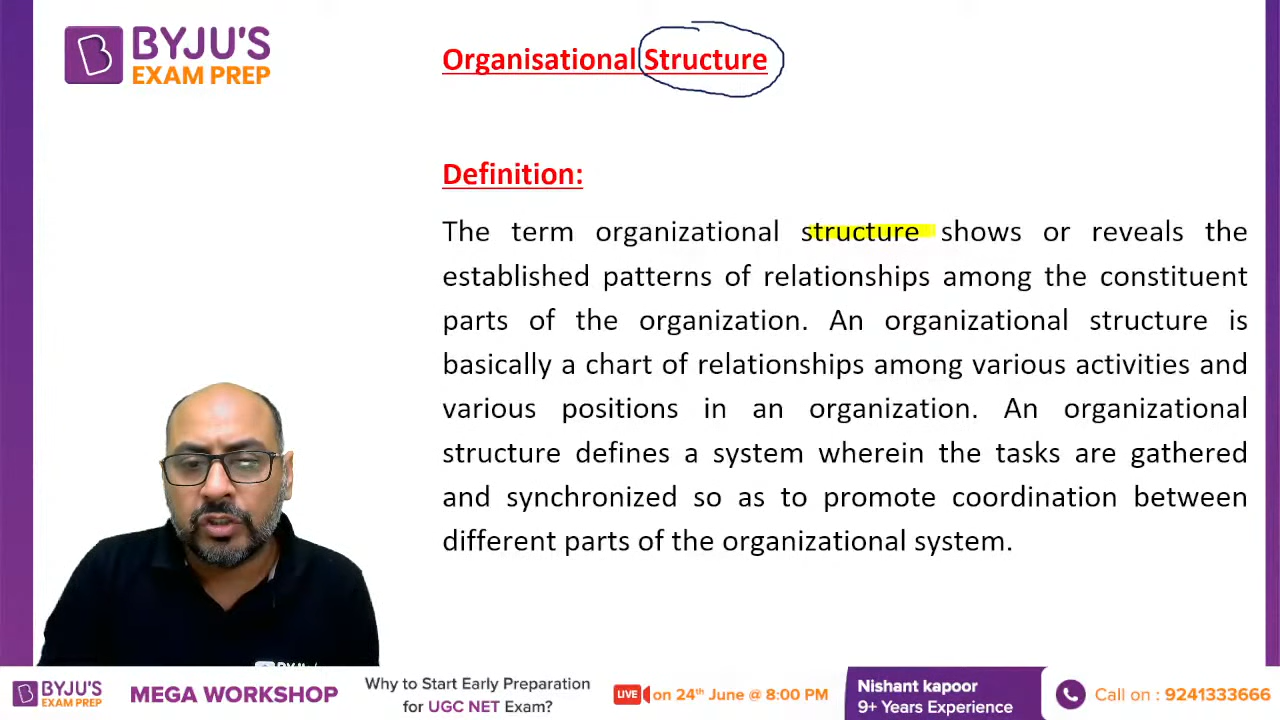 BYJU'S
EXAM PREP
Organisational Structure
Definition:
The term organizational structure shows or reveals the
established patterns of relationships among the constituent
parts of the organization. An organizational structure is
basically a chart of relationships among various activities and
various positions in an organization. An organizational
structure defines a system wherein the tasks are gathered
and synchronized so as to promote coordination between
different parts of the organizational system.
BYJU'S
EXAM PREP
MEGA WORKSHOP
Why to Start Early Preparation
for UGC NET Exam?
LIVE on 24th June @ 8:00 PM
Nishant kapoor
9+ Years Experience
Call on : 9241333666